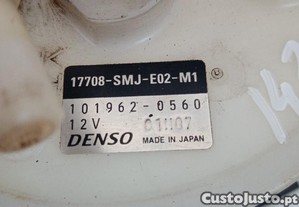 17708-SMJ-E02-M1
101962-0560
12V
DENSO MADE IN JAPAN
CustoJusto.pt